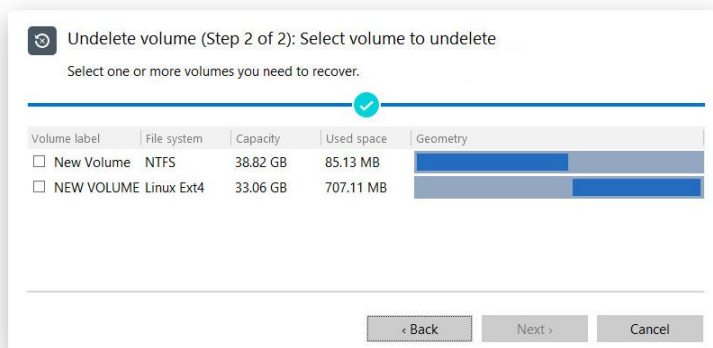 Undelete volume (Step 2 of 2): Select volume to undelete
Select one or more volumes you need to recover.
Volume label File system Capacity Used space Geometry
New Volume NTFS 38.82 GB 85.13 MB
NEW VOLUME Linux Ext4 33.06 GB 707.11 MB
‹ Back Next › Cancel